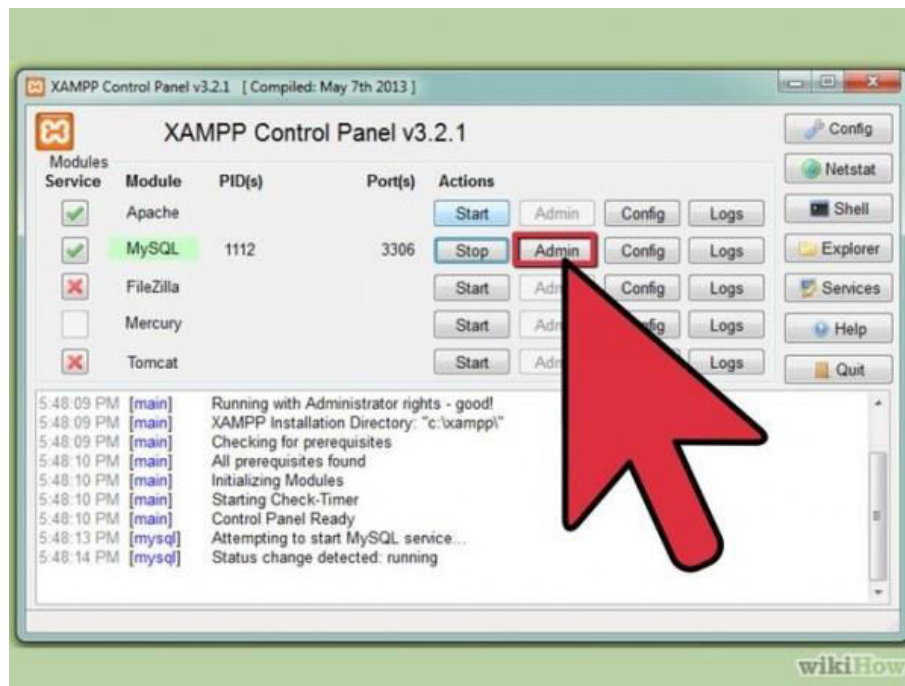 XAMPP Control Panel v3.2.1 [ Compiled: May 7th 2013 ]
XAMPP Control Panel v3.2.1
Config
Modules
Service Module PID(s) Port(s) Actions
Netstat
Apache Start Admin Config Logs
Shell
MySQL 1112 3306 Stop Admin Config Logs
Explorer
FileZilla Start Config Logs
Services
Mercury Start Logs
Help
Tomcat Start Logs
Quit
5:48:09 PM [main] Running with Administrator rights - good!
5:48:09 PM [main] XAMPP Installation Directory: "c:\xampp\"
5:48:09 PM [main] Checking for prerequisites
5:48:10 PM [main] All prerequisites found
5:48:10 PM [main] Initializing Modules
5:48:10 PM [main] Starting Check-Timer
5:48:10 PM [main] Control Panel Ready
5:48:13 PM [mysql] Attempting to start MySQL service...
5:48:14 PM [mysql] Status change detected: running
wikiHow